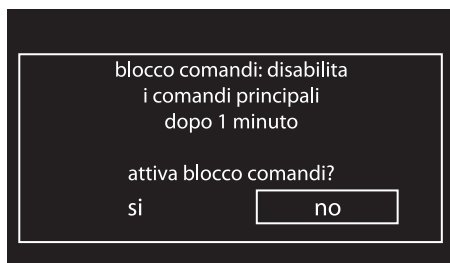 blocco comandi: disabilita
i comandi principali
dopo 1 minuto
attiva blocco comandi?
si no